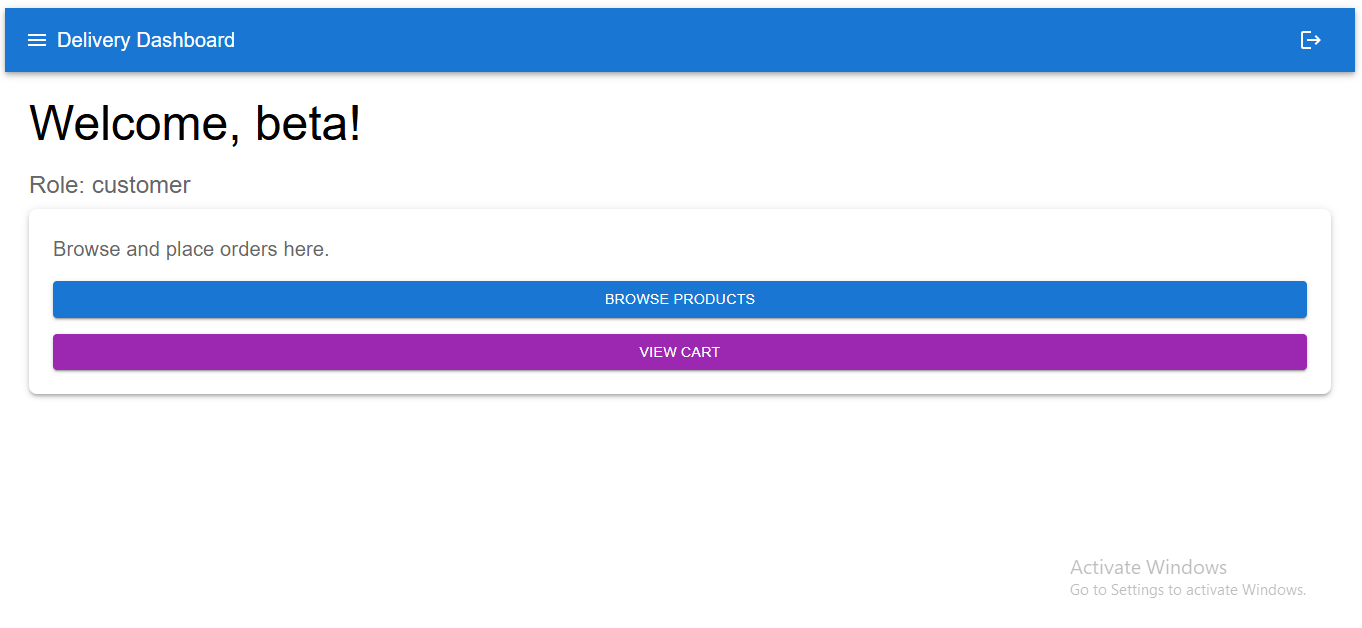 Delivery Dashboard
Welcome, beta!
Role: customer
Browse and place orders here.
BROWSE PRODUCTS
VIEW CART
Activate Windows
Go to Settings to activate Windows.